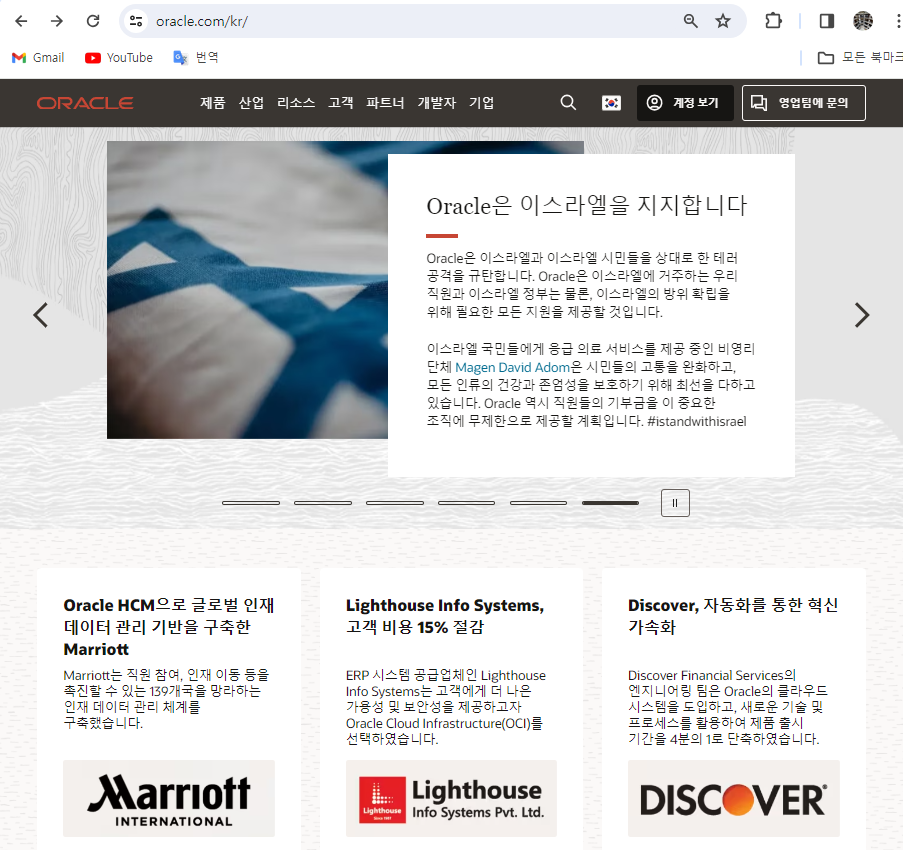 oracle.com/kr/
Gmail
YouTube
번역
모든 북마크
ORACLE
제품 산업 리소스 고객 파트너 개발자 기업
계정 보기
영업팀에 문의
Oracle은 이스라엘을 지지합니다
Oracle은 이스라엘과 이스라엘 시민들을 상대로 한 테러
공격을 규탄합니다. Oracle은 이스라엘에 거주하는 우리
직원과 이스라엘 정부는 물론, 이스라엘의 방위 확립을
위해 필요한 모든 지원을 제공할 것입니다.
이스라엘 국민들에게 응급 의료 서비스를 제공 중인 비영리
단체 Magen David Adom은 시민들의 고통을 완화하고,
모든 인류의 건강과 존엄성을 보호하기 위해 최선을 다하고
있습니다. Oracle 역시 직원들의 기부금을 이 중요한
조직에 무제한으로 제공할 계획입니다. #istandwithisrael
Oracle HCM으로 글로벌 인재
데이터 관리 기반을 구축한
Marriott
Marriott는 직원 참여, 인재 이동 등을
촉진할 수 있는 139개국을 망라하는
인재 데이터 관리 체계를
구축했습니다.
Marriott
INTERNATIONAL
Lighthouse Info Systems,
고객 비용 15% 절감
ERP 시스템 공급업체인 Lighthouse
Info Systems는 고객에게 더 나은
가용성 및 보안성을 제공하고자
Oracle Cloud Infrastructure(OCI)를
선택하였습니다.
Lighthouse
Since 1987
Lighthouse
Info Systems Pvt. Ltd.
Discover, 자동화를 통한 혁신
가속화
Discover Financial Services의
엔지니어링 팀은 Oracle의 클라우드
시스템을 도입하고, 새로운 기술 및
프로세스를 활용하여 제품 출시
기간을 4분의 1로 단축하였습니다.
DISCOVER